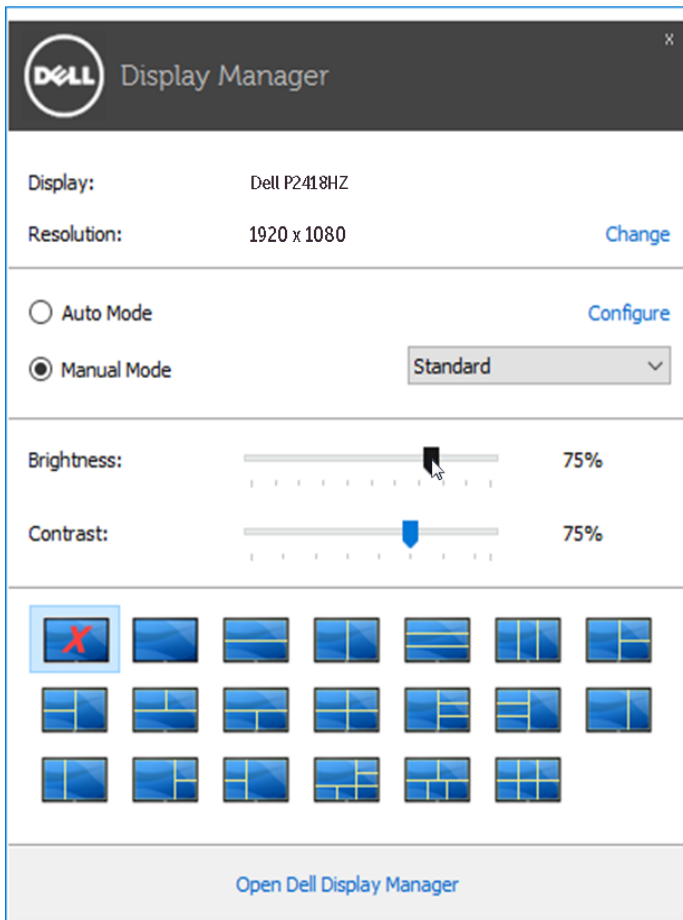 DELL Display Manager X
Display: Dell P2418HZ
Resolution: 1920 x 1080 Change
Auto Mode Configure
Manual Mode Standard
Brightness: 75%
Contrast: 75%
X
Open Dell Display Manager